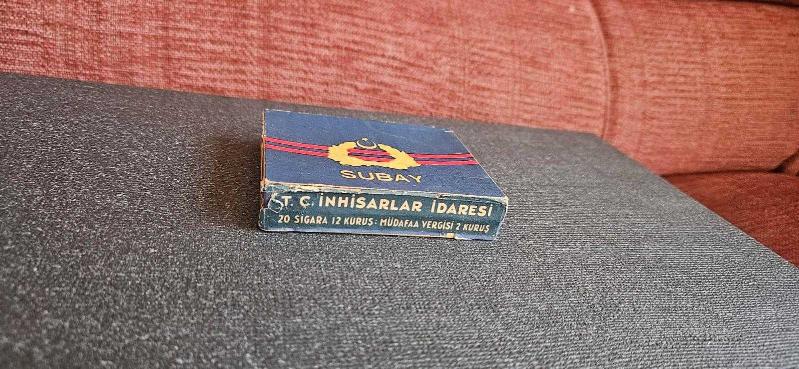 SUBAY
T. C. İNHİSARLAR İDARESİ
20 SİGARA 12 KURUŞ : MÜDAFAA VERGİSİ 2 KURUŞ